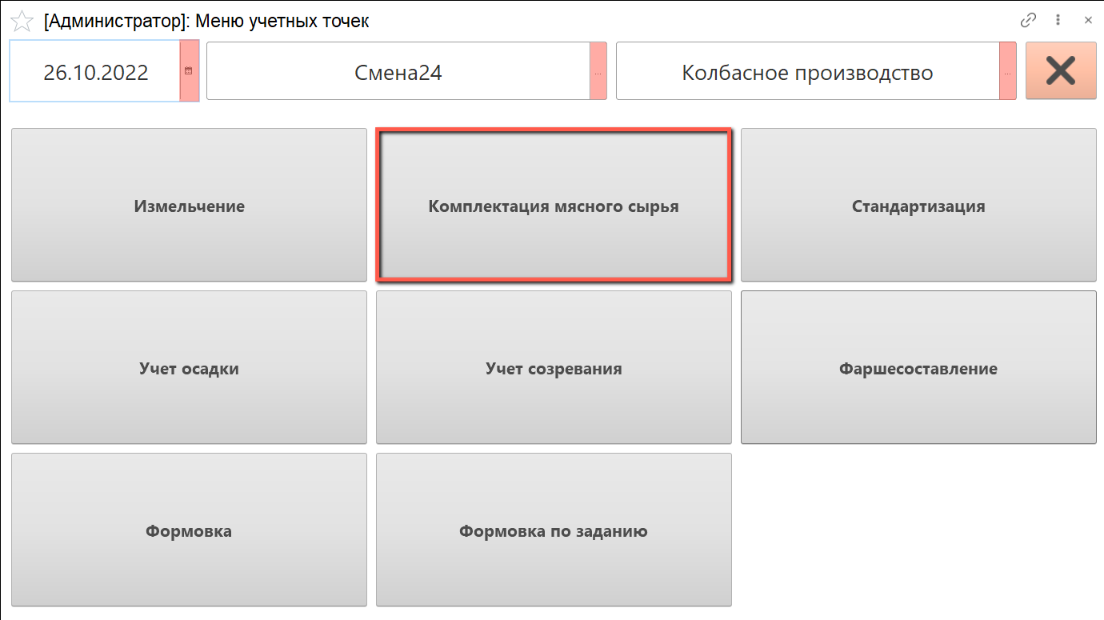 [Администратор]: Меню учетных точек
26.10.2022 Смена24 Колбасное производство
Измельчение Комплектация мясного сырья Стандартизация
Учет осадки Учет созревания Фаршесоставление
Формовка Формовка по заданию